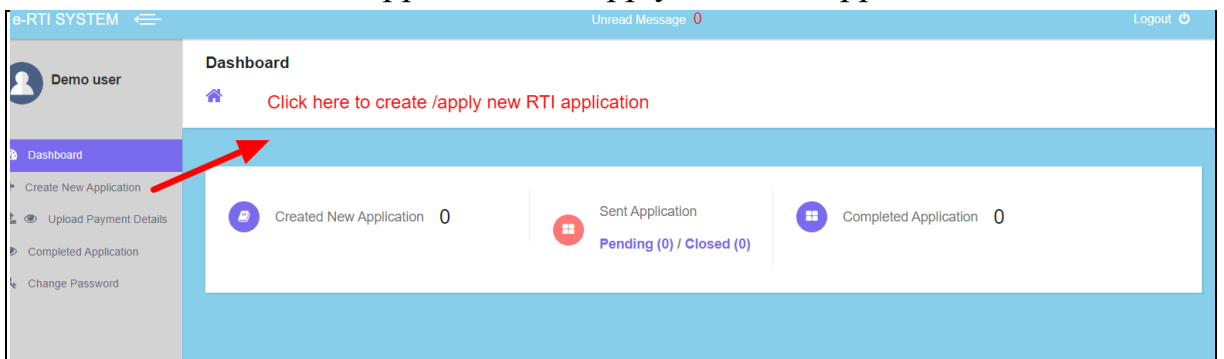 e-RTI SYSTEM
Unread Message 0
Logout
Demo user
Dashboard
Click here to create /apply new RTI application
Dashboard
Create New Application
Upload Payment Details
Completed Application
Change Password
Created New Application 0
Sent Application
Pending (0) / Closed (0)
Completed Application 0